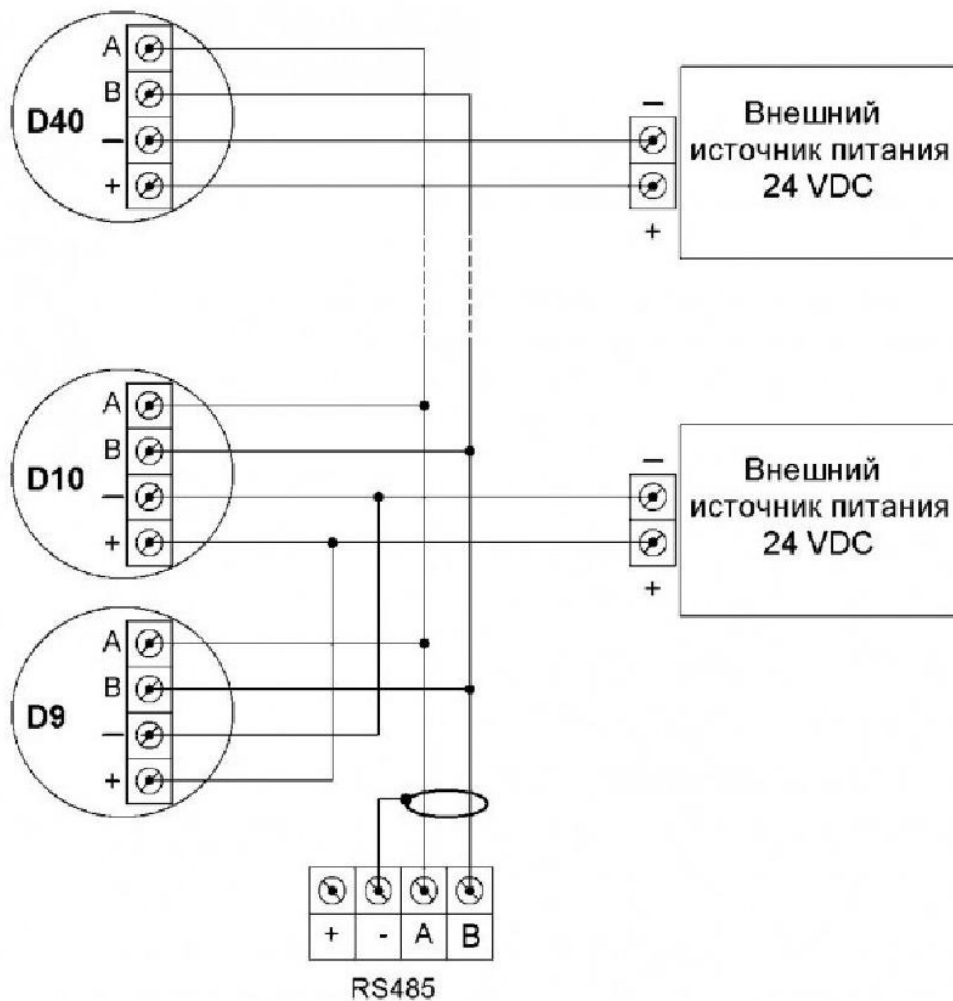 A
B
D40
—
+
—
Внешний
источник питания
24 VDC
+
A
B
D10
—
+
—
Внешний
источник питания
24 VDC
+
A
B
D9
—
+
+ - A B
RS485